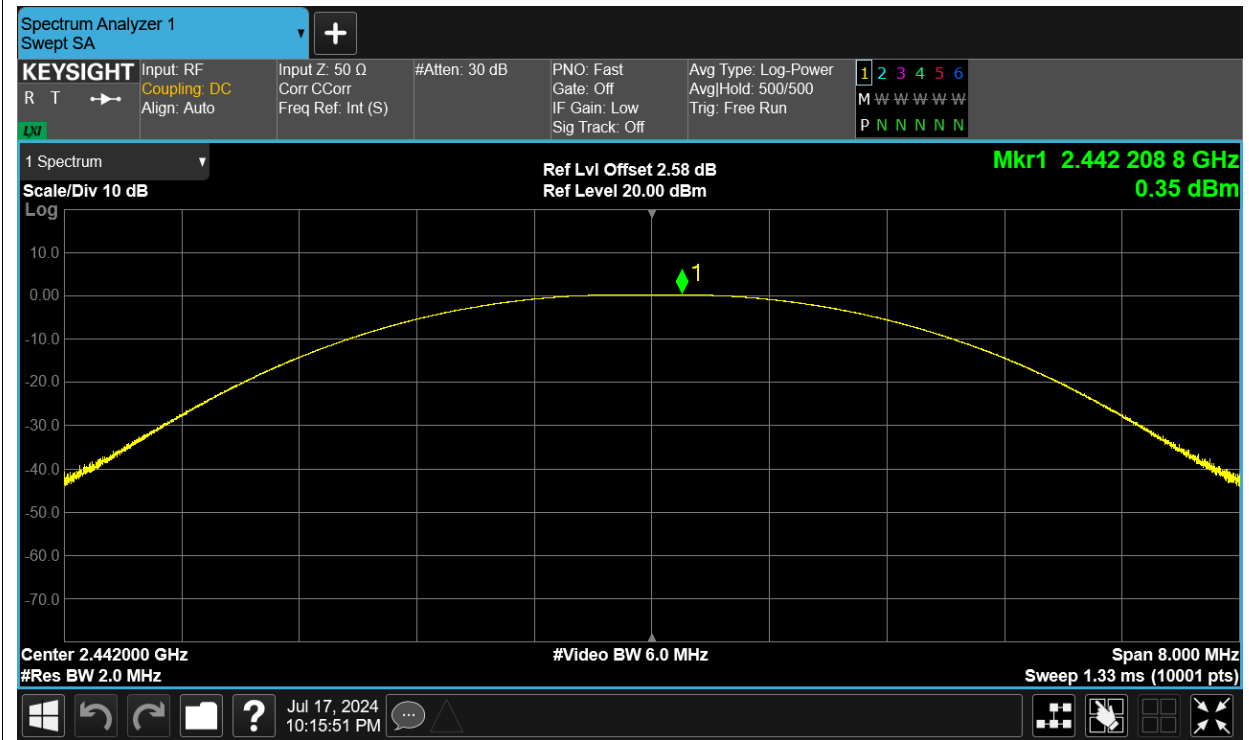 Spectrum Analyzer 1
Swept SA
KEYSIGHT
R T
LXI
Input: RF
Coupling: DC
Align: Auto
Input Z: 50 Ω
Corr CCorr
Freq Ref: Int (S)
#Atten: 30 dB
PNO: Fast
Gate: Off
IF Gain: Low
Sig Track: Off
Avg Type: Log-Power
Avg|Hold: 500/500
Trig: Free Run
1 2 3 4 5 6
M W W W W W
P N N N N N
1 Spectrum
Scale/Div 10 dB
Log
Ref Lvl Offset 2.58 dB
Ref Level 20.00 dBm
Mkr1 2.442 208 8 GHz
0.35 dBm
10.0
0.00
-10.0
-20.0
-30.0
-40.0
-50.0
-60.0
-70.0
1
Center 2.442000 GHz
#Res BW 2.0 MHz
#Video BW 6.0 MHz
Span 8.000 MHz
Sweep 1.33 ms (10001 pts)
?
Jul 17, 2024
10:15:51 PM